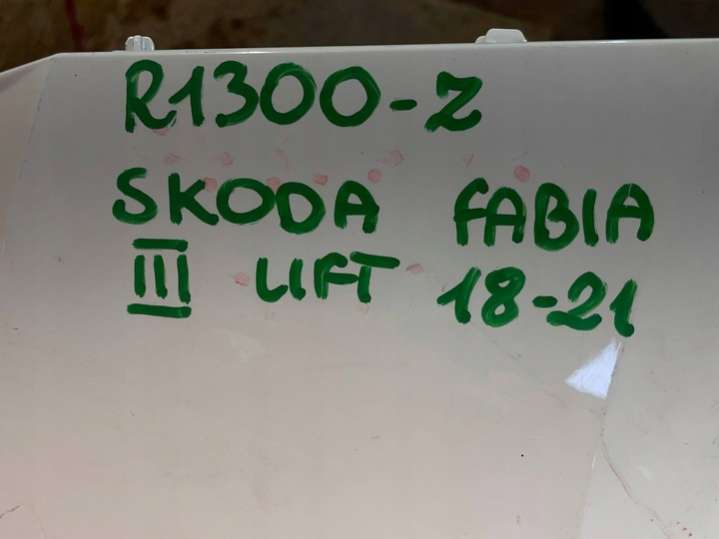 R1300-Z
SKODA FABIA
III LIFT 18-21